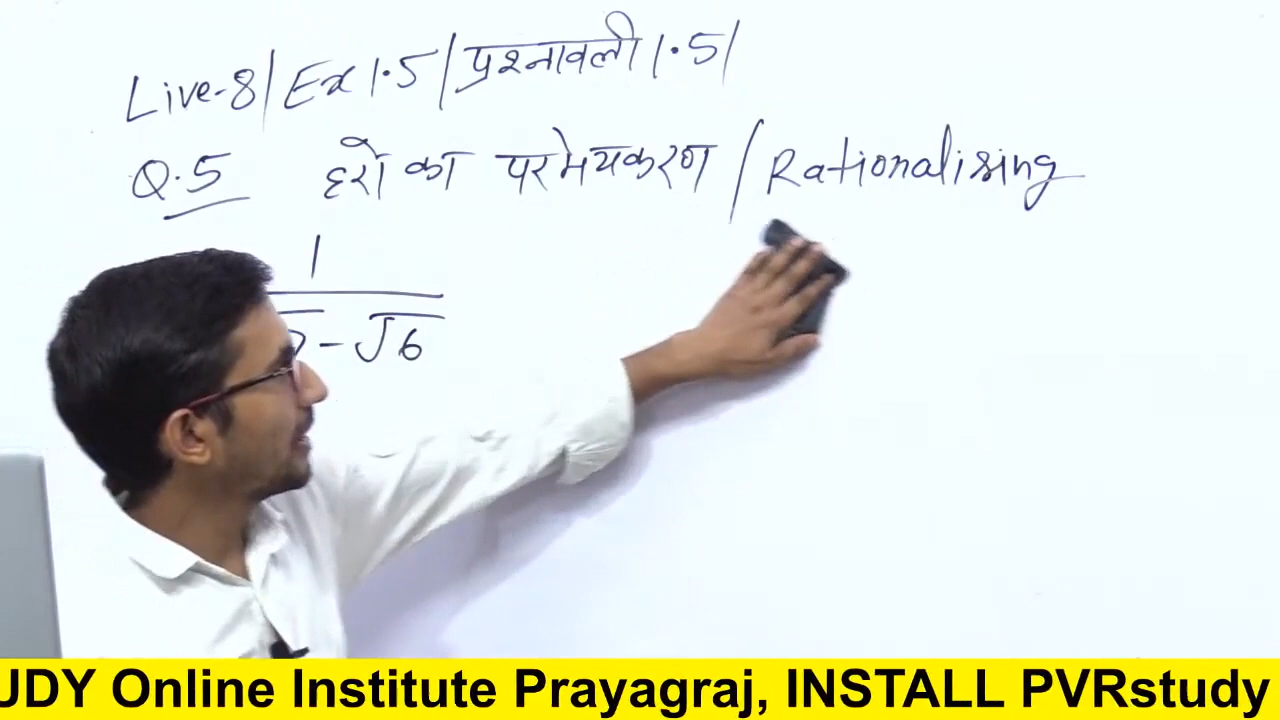 Live-8/ Ex 1.5/ प्रश्नावली 1.5/
Q.5 हरों का परिमेयकरण / Rationalising
1
- √6
UDY Online Institute Prayagraj, INSTALL PVRstudy